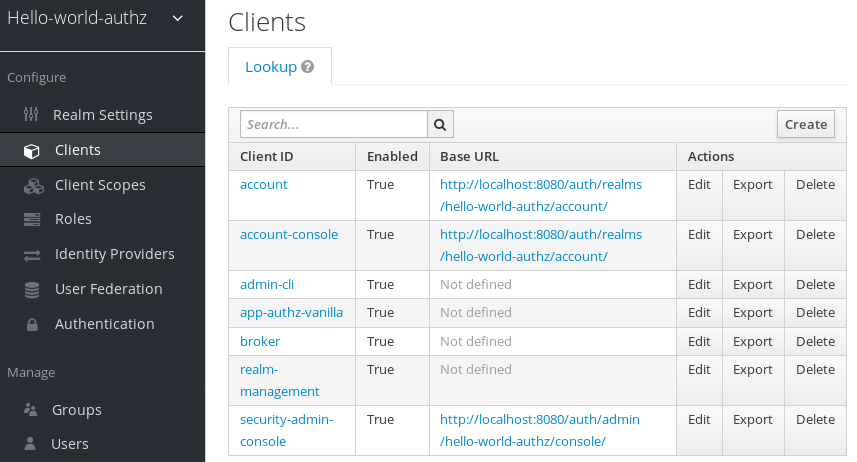 Hello-world-authz
Configure
Realm Settings
Clients
Client Scopes
Roles
Identity Providers
User Federation
Authentication
Manage
Groups
Users
Clients
Lookup ?
Search...
Create
Client ID Enabled Base URL Actions
account True http://localhost:8080/auth/realms Edit Export Delete
/hello-world-authz/account/
account-console True http://localhost:8080/auth/realms Edit Export Delete
/hello-world-authz/account/
admin-cli True Not defined Edit Export Delete
app-authz-vanilla True Not defined Edit Export Delete
broker True Not defined Edit Export Delete
realm- True Not defined Edit Export Delete
management
security-admin- True http://localhost:8080/auth/admin Edit Export Delete
console /hello-world-authz/console/